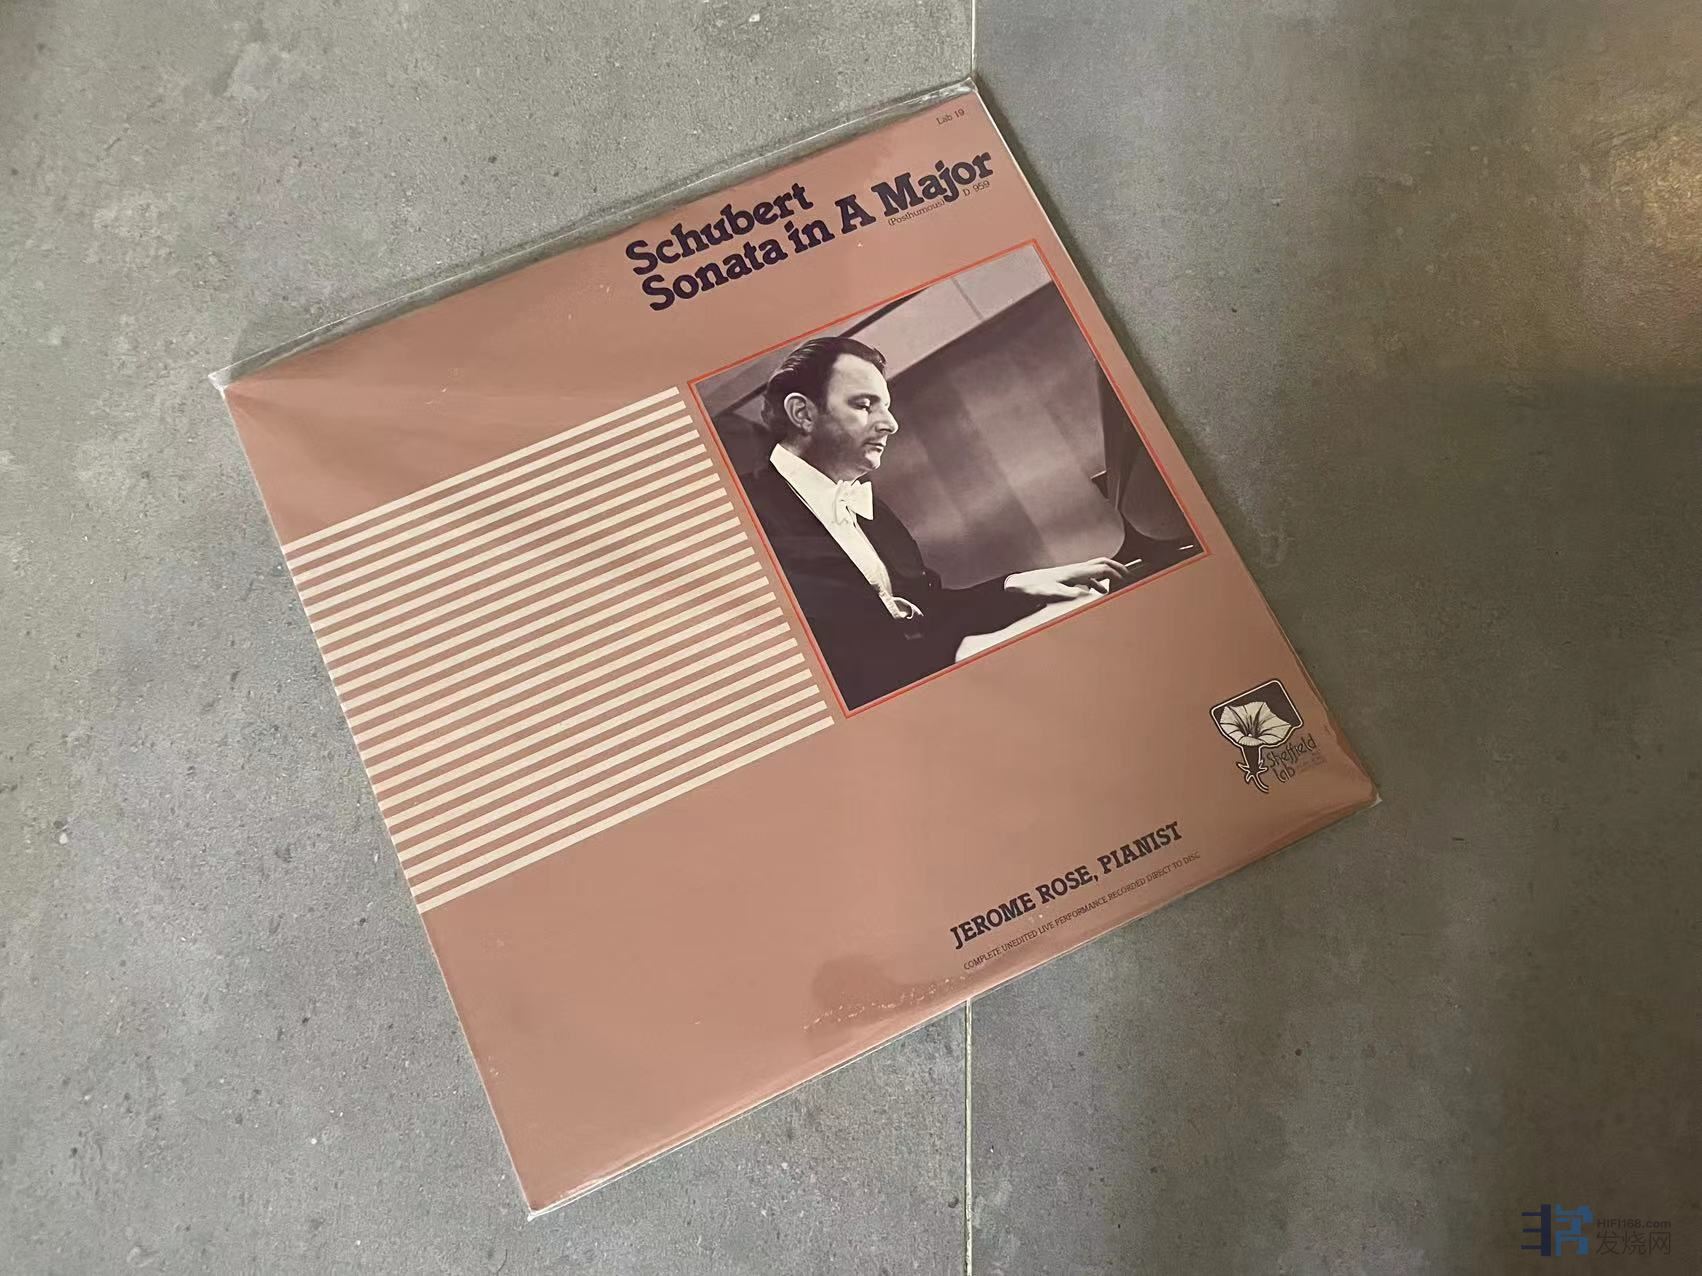 Lab 19
Schubert
Sonata in A Major
(Posthumous) D 959
Sheffield
Lab
JEROME ROSE, PIANIST
COMPLETE UNEDITED LIVE PERFORMANCE RECORDED DIRECT TO DISC
HIFI168.com
发烧网